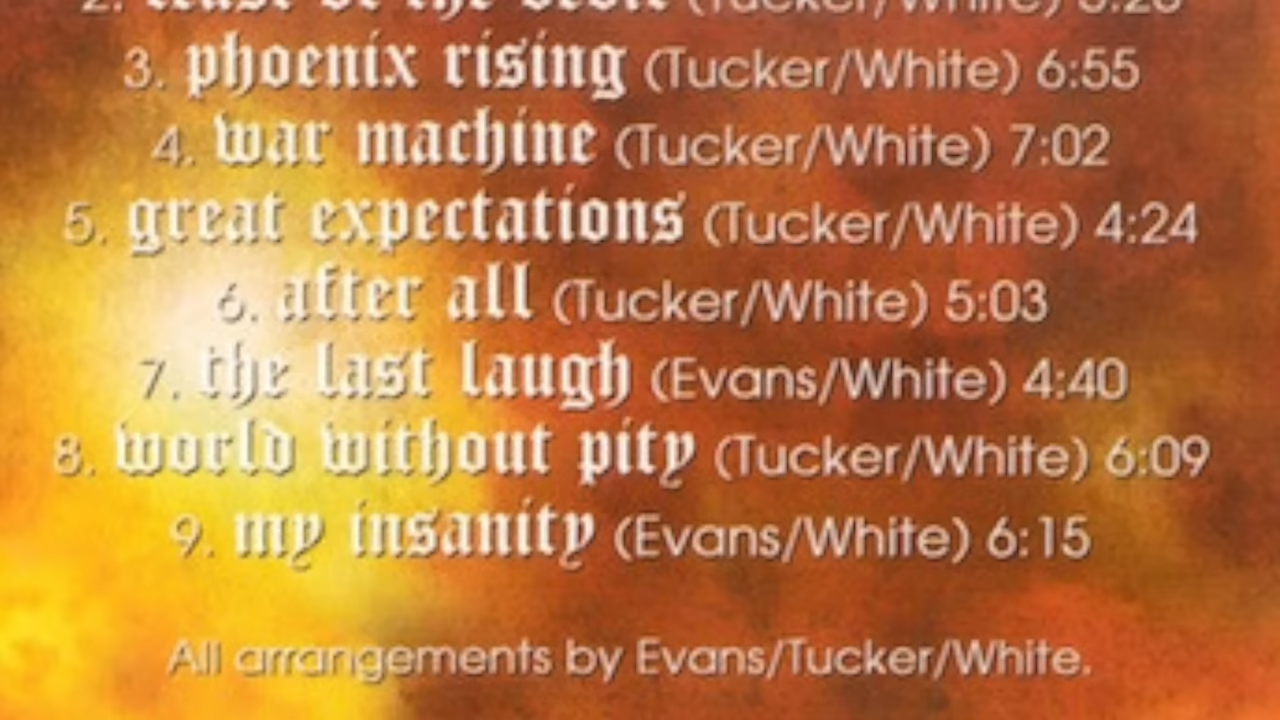 3. phoenix rising (Tucker/White) 6:55
4. war machine (Tucker/White) 7:02
5. great expectations (Tucker/White) 4:24
6. after all (Tucker/White) 5:03
7. the last laugh (Evans/White) 4:40
8. world without pity (Tucker/White) 6:09
9. my insanity (Evans/White) 6:15
All arrangements by Evans/Tucker/White.